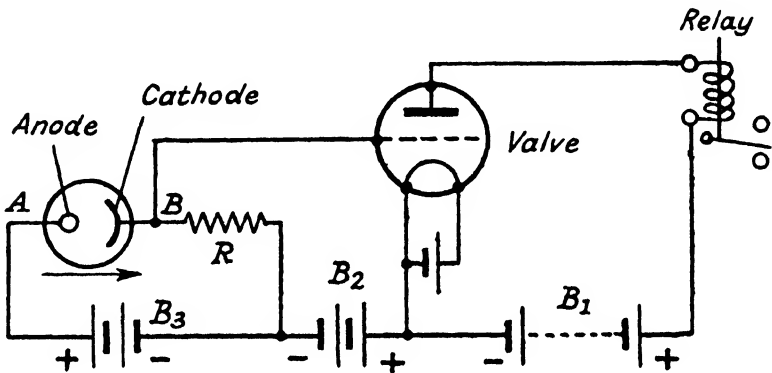 Relay
Cathode
Anode
Valve
A
B
R
B₃
B₂
B₁
+
-
-
+
-
+